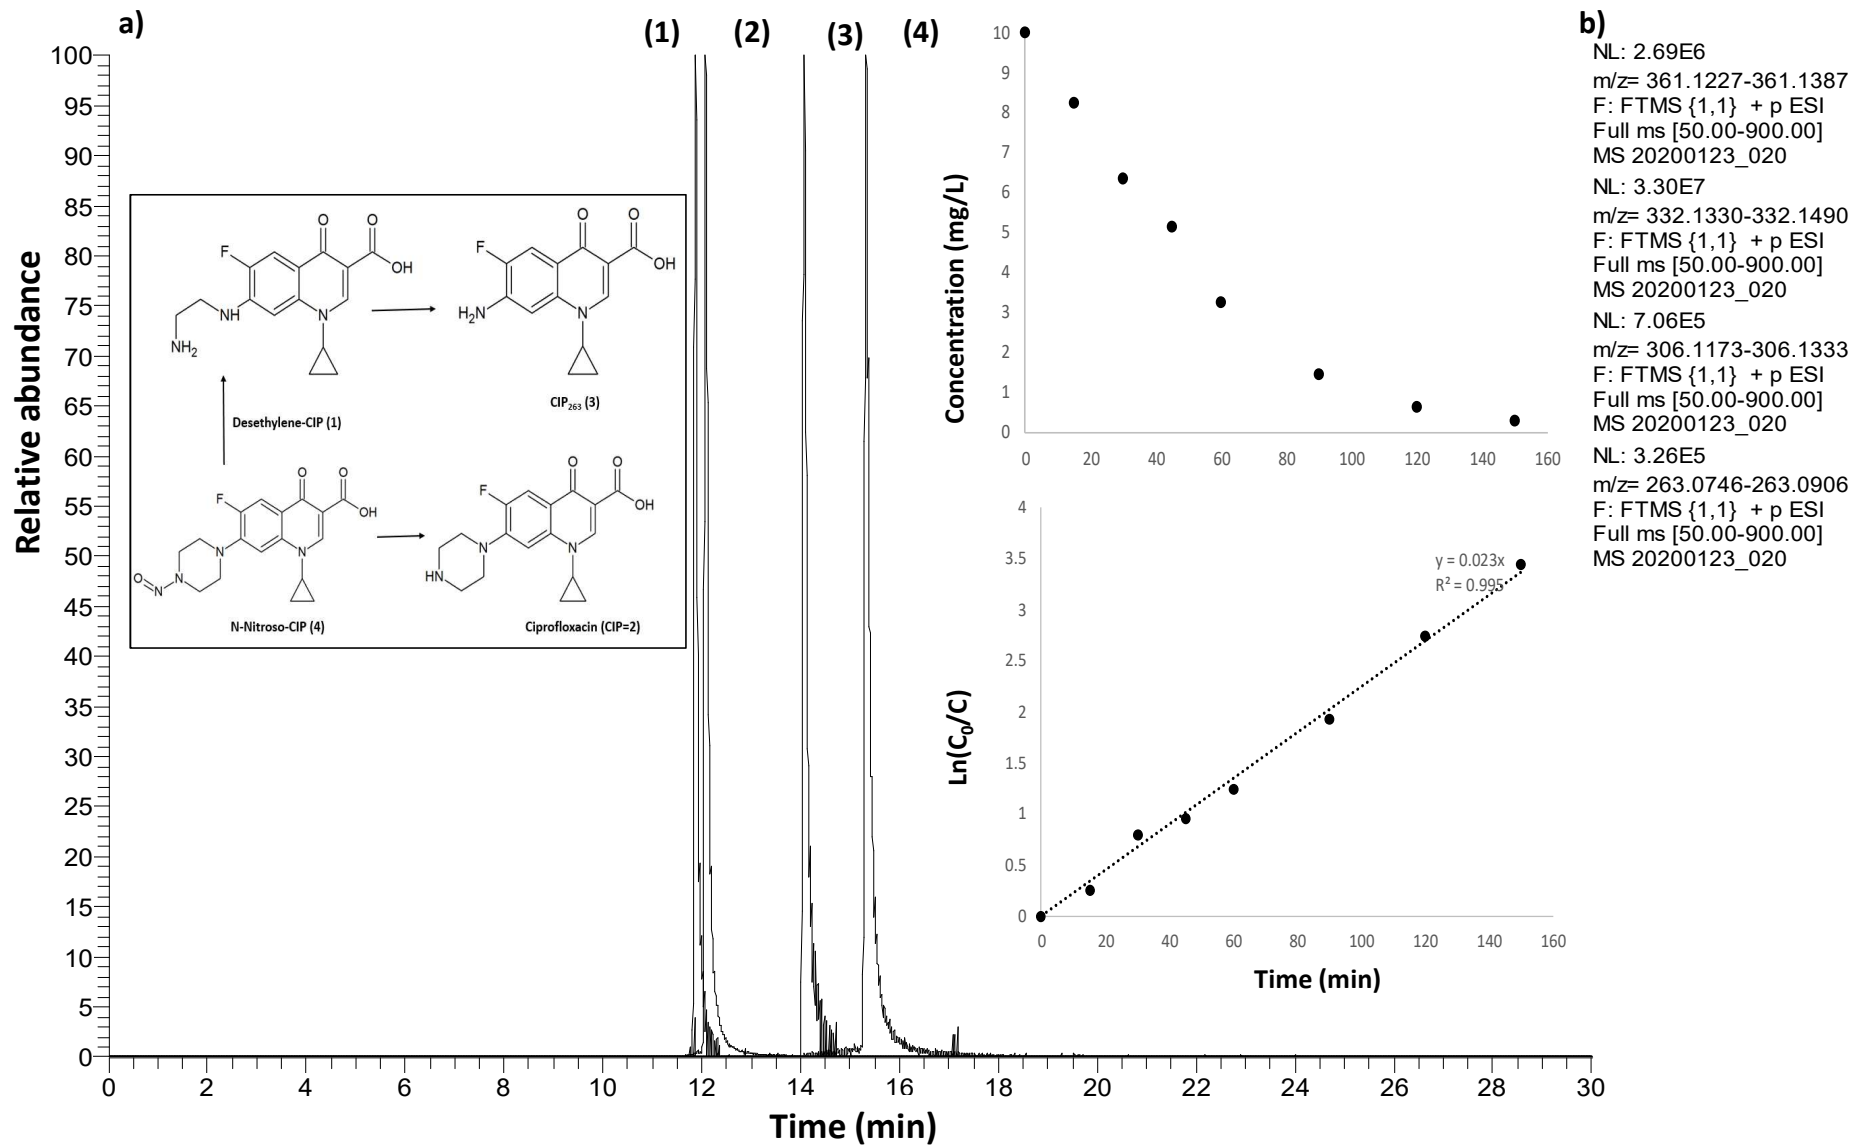 a)
(1)
(2)
(3)
(4)
b)
Relative abundance
100
95
90
85
80
75
70
65
60
55
50
45
40
35
30
25
20
15
10
5
0
0
2
4
6
8
10
12
14
16
18
20
22
24
26
28
30
Time (min)
F
O
O
OH
NH
N
NH2
Desethylene-CIP (1)
F
O
O
OH
H2N
N
CIP263 (3)
F
O
O
OH
N
N
N
O
N
N-Nitroso-CIP (4)
F
O
O
OH
N
N
HN
Ciprofloxacin (CIP=2)
Concentration (mg/L)
10
9
8
7
6
5
4
3
2
1
0
0
20
40
60
80
100
120
140
160
Ln(C0/C)
4
3.5
3
2.5
2
1.5
1
0.5
0
y = 0.023x
R² = 0.995
0
20
40
60
80
100
120
140
160
Time (min)
NL: 2.69E6
m/z= 361.1227-361.1387
F: FTMS {1,1} + p ESI
Full ms [50.00-900.00]
MS 20200123_020
NL: 3.30E7
m/z= 332.1330-332.1490
F: FTMS {1,1} + p ESI
Full ms [50.00-900.00]
MS 20200123_020
NL: 7.06E5
m/z= 306.1173-306.1333
F: FTMS {1,1} + p ESI
Full ms [50.00-900.00]
MS 20200123_020
NL: 3.26E5
m/z= 263.0746-263.0906
F: FTMS {1,1} + p ESI
Full ms [50.00-900.00]
MS 20200123_020